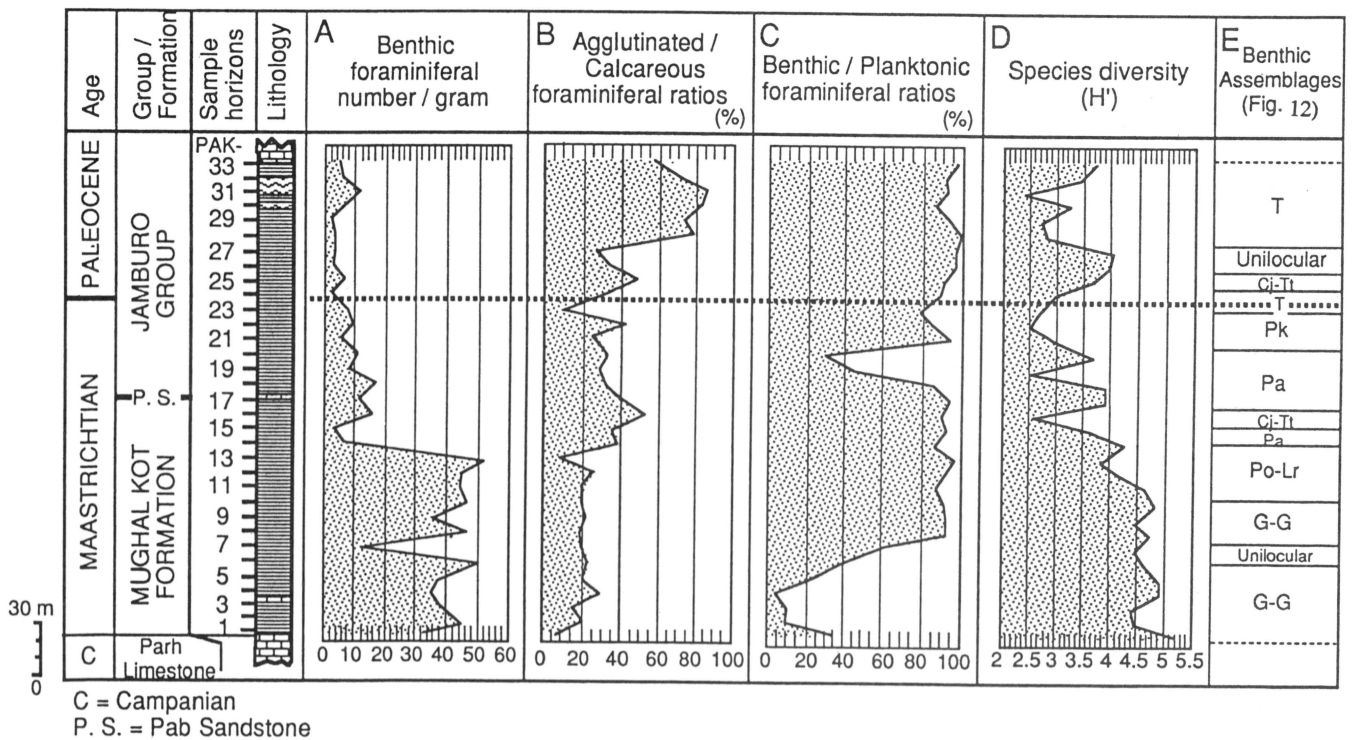 Age
Group /
Formation
Sample
horizons
Lithology
A
Benthic
foraminiferal
number / gram
B
Agglutinated /
Calcareous
foraminiferal ratios
(%)
C
Benthic / Planktonic
foraminiferal ratios
(%)
D
Species diversity
(H')
E
Benthic
Assemblages
(Fig. 12)
PALEOCENE
MAASTRICHTIAN
C
JAMBURO
GROUP
P. S.
MUGHAL KOT
FORMATION
Parh
Limestone
PAK-
33
31
29
27
25
23
21
19
17
15
13
11
9
7
5
3
1
T
Unilocular
Cj-Tt
T
Pk
Pa
Cj-Tt
Pa
Po-Lr
G-G
Unilocular
G-G
30 m
0
0 10 20 30 40 50 60
0 20 40 60 80 100
0 20 40 60 80 100
2 2.5 3 3.5 4 4.5 5 5.5
C = Campanian
P. S. = Pab Sandstone